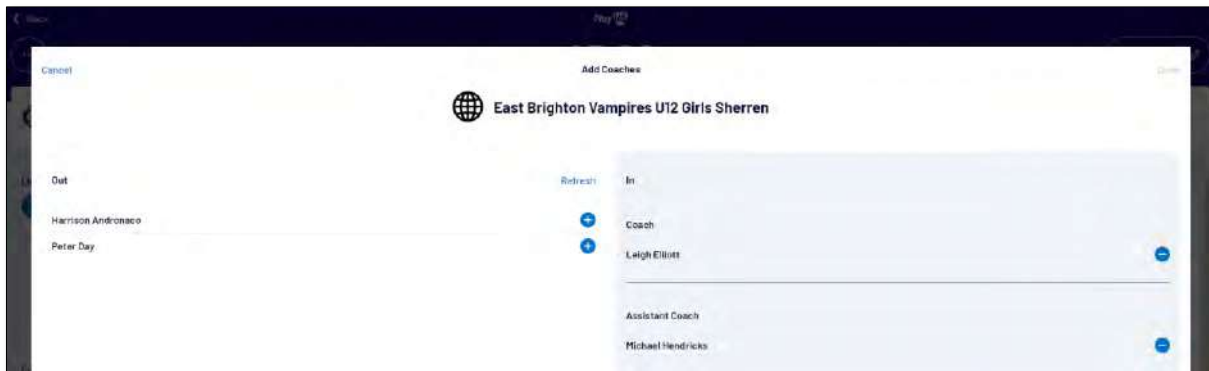 Back
Play HQ
Cancel
Add Coaches
Done
East Brighton Vampires U12 Girls Sherren
Out
Refresh
In
Harrison Andronaco
Coach
Peter Day
Leigh Elliott
Assistant Coach
Michael Hendricks